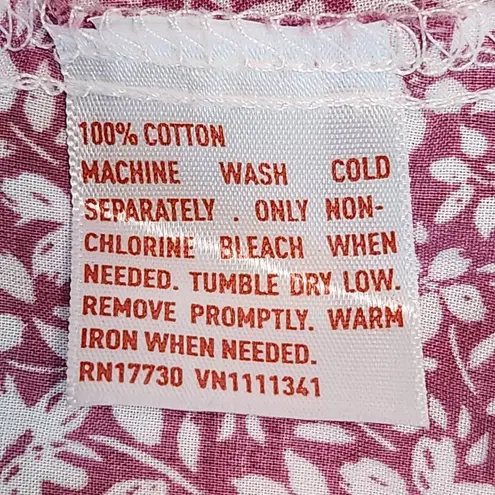 100% COTTON
MACHINE WASH COLD
SEPARATELY . ONLY NON-
CHLORINE BLEACH WHEN
NEEDED. TUMBLE DRY LOW.
REMOVE PROMPTLY. WARM
IRON WHEN NEEDED.
RN17730 VN1111341